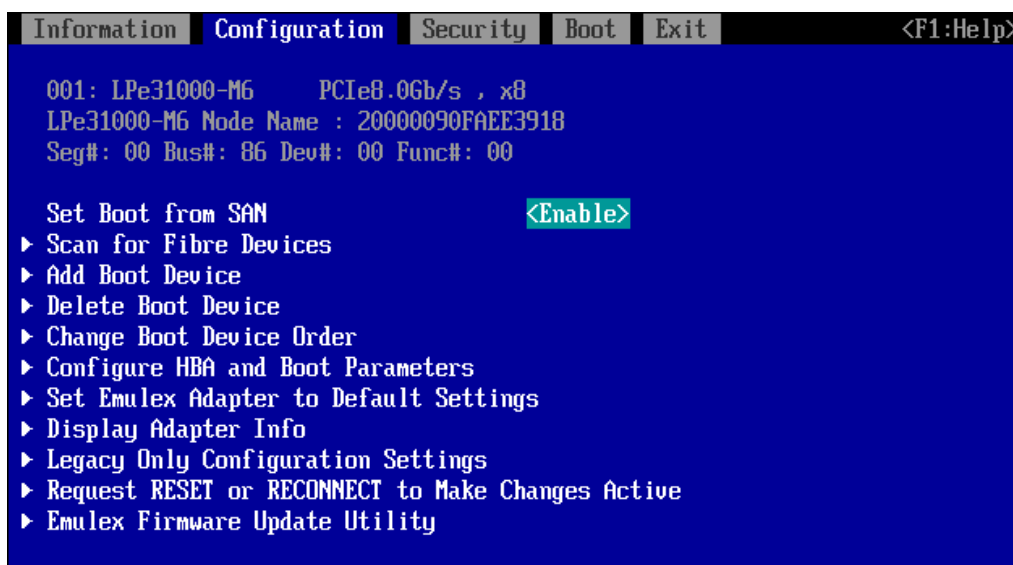 Information Configuration Security Boot Exit <F1:Help>
001: LPe31000-M6 PCIe8.0Gb/s , x8
LPe31000-M6 Node Name : 20000090FAEE3918
Seg#: 00 Bus#: 86 Dev#: 00 Func#: 00
Set Boot from SAN <Enable>
Scan for Fibre Devices
Add Boot Device
Delete Boot Device
Change Boot Device Order
Configure HBA and Boot Parameters
Set Emulex Adapter to Default Settings
Display Adapter Info
Legacy Only Configuration Settings
Request RESET or RECONNECT to Make Changes Active
Emulex Firmware Update Utility